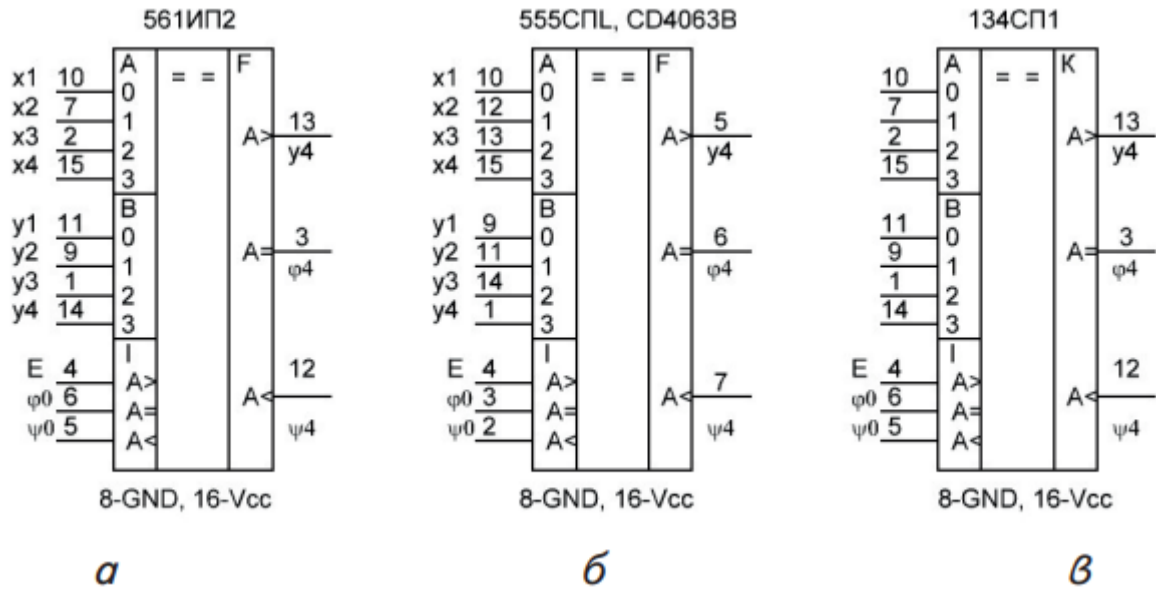 561ИП2
x1 10 A = = F
0
x2 7
1
x3 2 A> 13
2 y4
x4 15
3
B
y1 11
0
y2 9 A= 3
1 φ4
y3 1
2
y4 14
3
I
E 4 12
A>
φ0 6 A<
A=
ψ0 5 ψ4
A<
8-GND, 16-Vcc
а
555СПL, CD4063B
x1 10 A = = F
0
x2 12
1
x3 13 A> 5
2 y4
x4 15
3
B
y1 9
0
y2 11 A= 6
1 φ4
y3 14
2
y4 1
3
I
E 4 7
A>
φ0 3 A<
A=
ψ0 2 ψ4
A<
8-GND, 16-Vcc
б
134СП1
10 A = = К
0
7
1
2 A> 13
2 y4
15
3
B
11
0
9 A= 3
1 φ4
1
2
14
3
I
E 4 12
A>
φ0 6 A<
A=
ψ0 5 ψ4
A<
8-GND, 16-Vcc
в